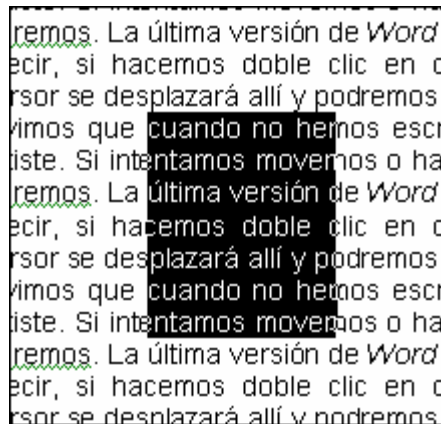 remos. La última versión de Word
ecir, si hacemos doble clic en
rsor se desplazará allí y podremos
vimos que cuando no hemos escr
iste. Si intentamos movernos o ha
remos. La última versión de Word
ecir, si hacemos doble clic en
rsor se desplazará allí y podremos
vimos que cuando no hemos escr
iste. Si intentamos movernos o ha
remos. La última versión de Word
ecir, si hacemos doble clic en
rsor se desplazará allí y podremos